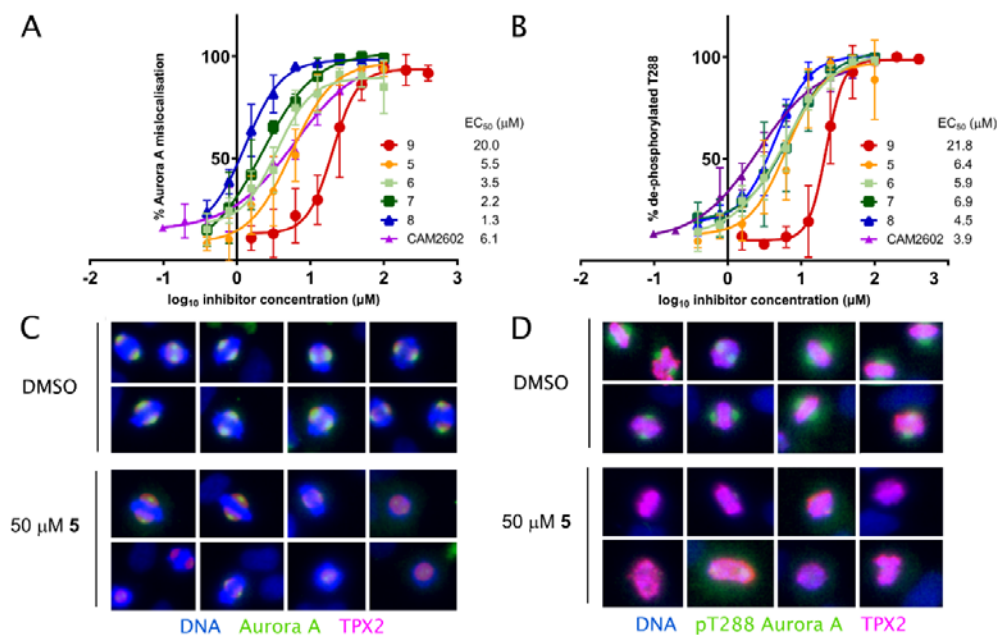 A
% Aurora A mislocalisation
100
50
-2 -1 0 1 2 3
log10 inhibitor concentration (µM)
EC50 (µM)
9 20.0
5 5.5
6 3.5
7 2.2
8 1.3
CAM2602 6.1
B
% de-phosphorylated T288
100
50
-2 -1 0 1 2 3
log10 inhibitor concentration (µM)
EC50 (µM)
9 21.8
5 6.4
6 5.9
7 6.9
8 4.5
CAM2602 3.9
C
DMSO
50 µM 5
DNA Aurora A TPX2
D
DMSO
50 µM 5
DNA pT288 Aurora A TPX2